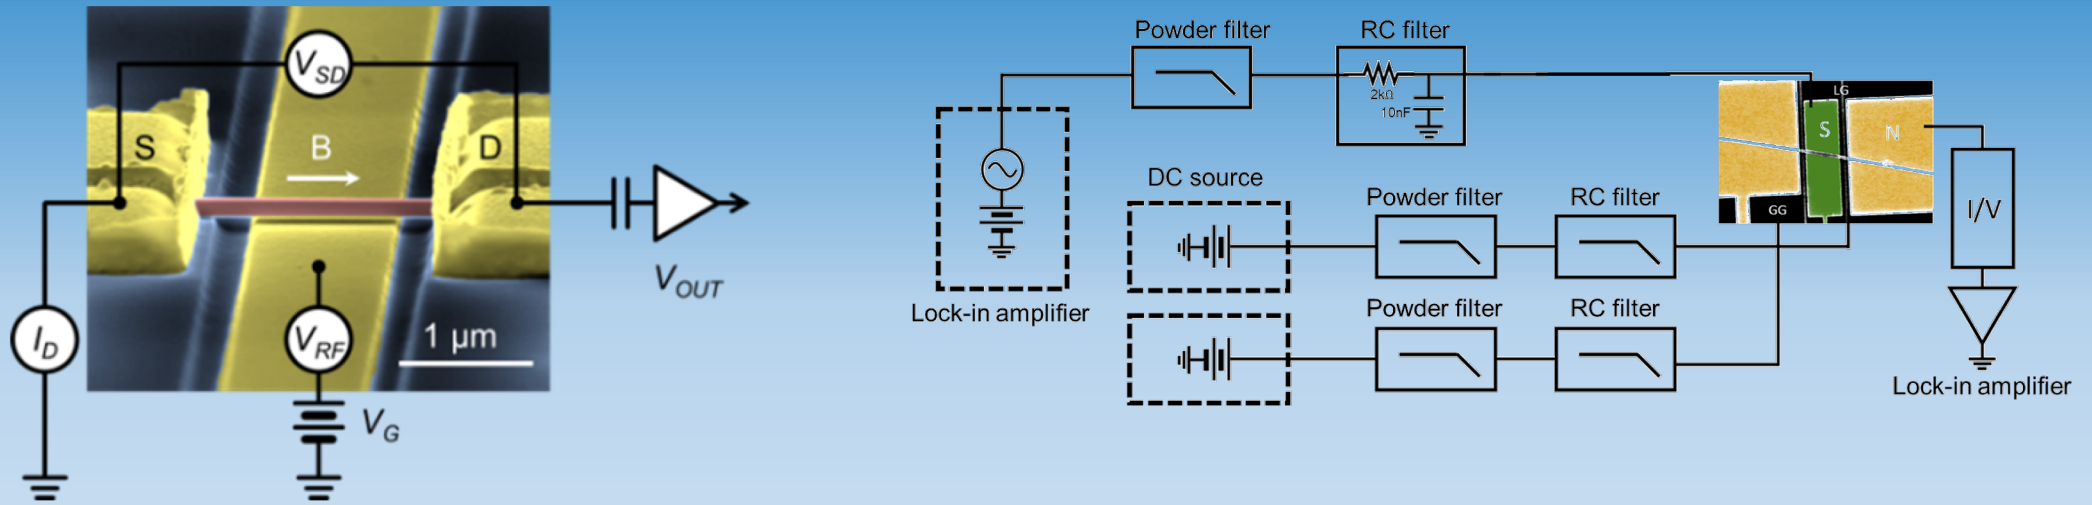 V_SD
S
B
D
V_OUT
I_D
V_RF
1 µm
V_G
Powder filter
RC filter
2kΩ
10nF
LG
S
N
DC source
Powder filter
RC filter
GG
I/V
Lock-in amplifier
Powder filter
RC filter
Lock-in amplifier